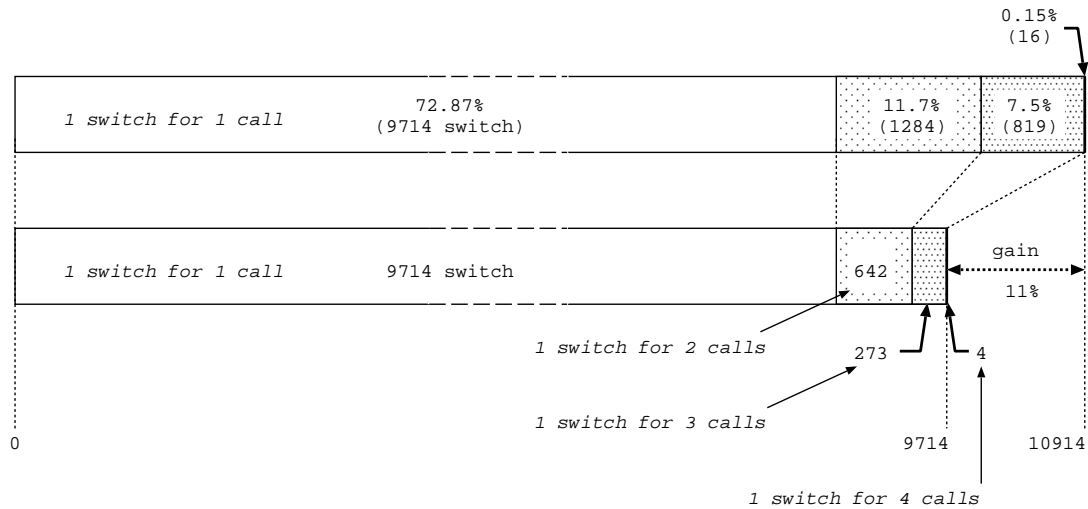 0.15%
(16)
1 switch for 1 call
72.87%
(9714 switch)
11.7%
(1284)
7.5%
(819)
1 switch for 1 call
9714 switch
642
gain
11%
1 switch for 2 calls
273
4
1 switch for 3 calls
0
9714
10914
1 switch for 4 calls